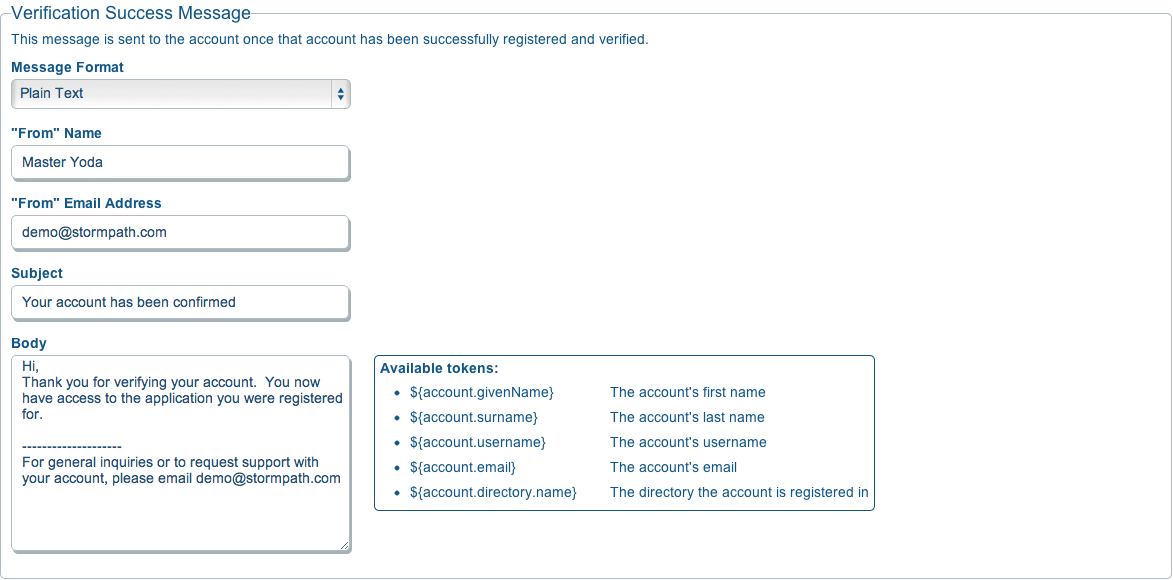 Verification Success Message
This message is sent to the account once that account has been successfully registered and verified.
Message Format
Plain Text
"From" Name
Master Yoda
"From" Email Address
demo@stormpath.com
Subject
Your account has been confirmed
Body
Hi,
Thank you for verifying your account.  You now
have access to the application you were registered
for.
--------------------
For general inquiries or to request support with
your account, please email demo@stormpath.com
Available tokens:
• ${account.givenName} The account's first name
• ${account.surname} The account's last name
• ${account.username} The account's username
• ${account.email} The account's email
• ${account.directory.name} The directory the account is registered in